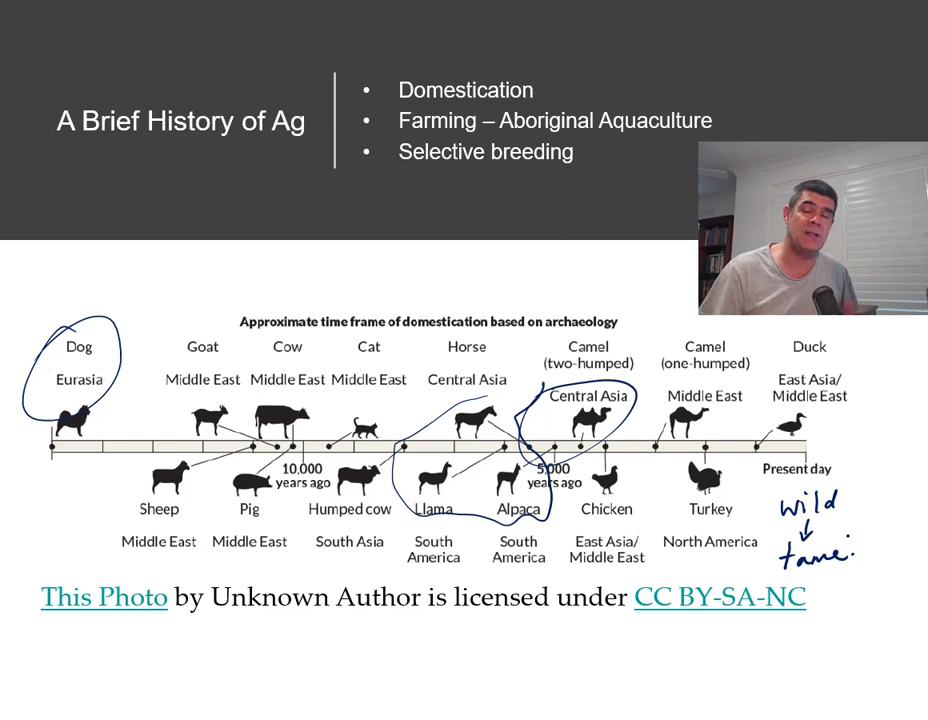 A Brief History of Ag
• Domestication
• Farming – Aboriginal Aquaculture
• Selective breeding
Approximate time frame of domestication based on archaeology
Dog Goat Cow Cat Horse Camel (two-humped) Camel (one-humped) Duck
Eurasia Middle East Middle East Middle East Central Asia Central Asia Middle East East Asia/ Middle East
10,000 years ago 5,000 years ago Present day
Sheep Pig Humped cow Llama Alpaca Chicken Turkey
Middle East Middle East South Asia South America South America East Asia/ Middle East North America
wild
tame.
This Photo by Unknown Author is licensed under CC BY-SA-NC